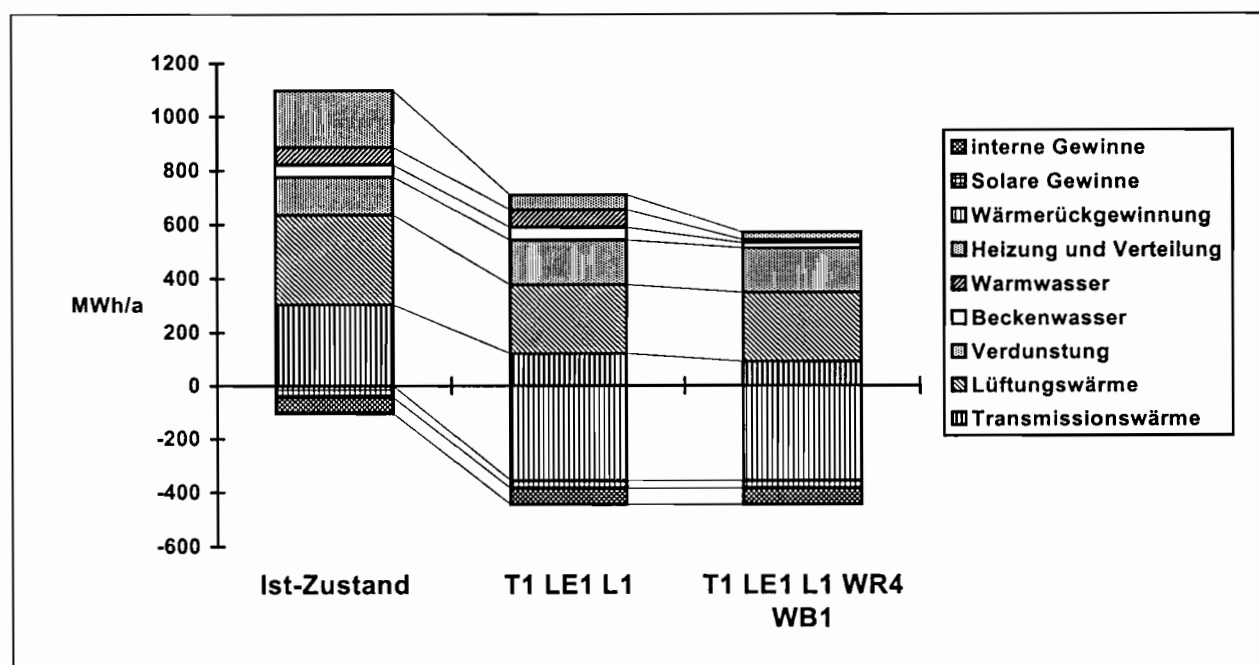 1200
1000
800
600
400
200
0
-200
-400
-600
MWh/a
Ist-Zustand
T1 LE1 L1
T1 LE1 L1 WR4
WB1
interne Gewinne
Solare Gewinne
Wärmerückgewinnung
Heizung und Verteilung
Warmwasser
Beckenwasser
Verdunstung
Lüftungswärme
Transmissionswärme